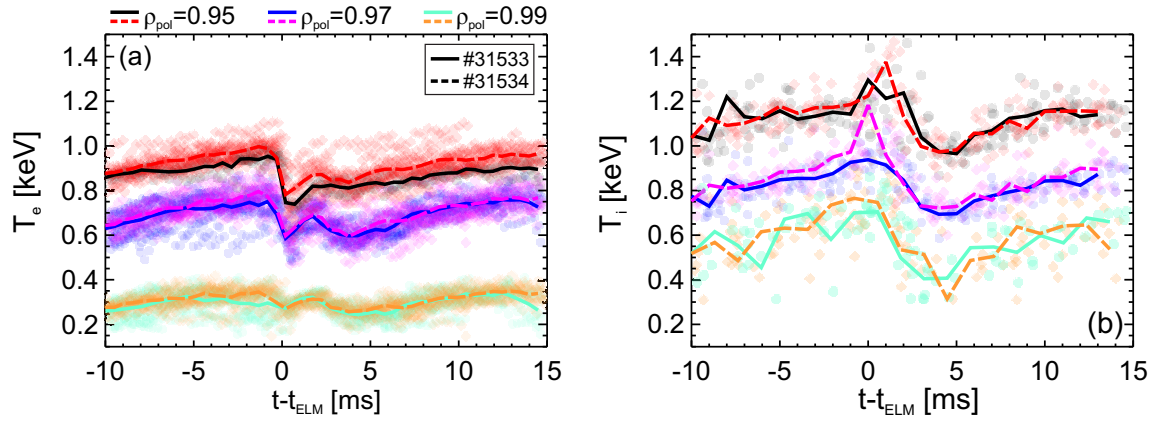 ρpol=0.95 ρpol=0.97 ρpol=0.99
(a)
#31533
#31534
Te [keV]
1.4
1.2
1.0
0.8
0.6
0.4
0.2
-10 -5 0 5 10 15
t-tELM [ms]
Ti [keV]
1.4
1.2
1.0
0.8
0.6
0.4
0.2
(b)
-10 -5 0 5 10 15
t-tELM [ms]